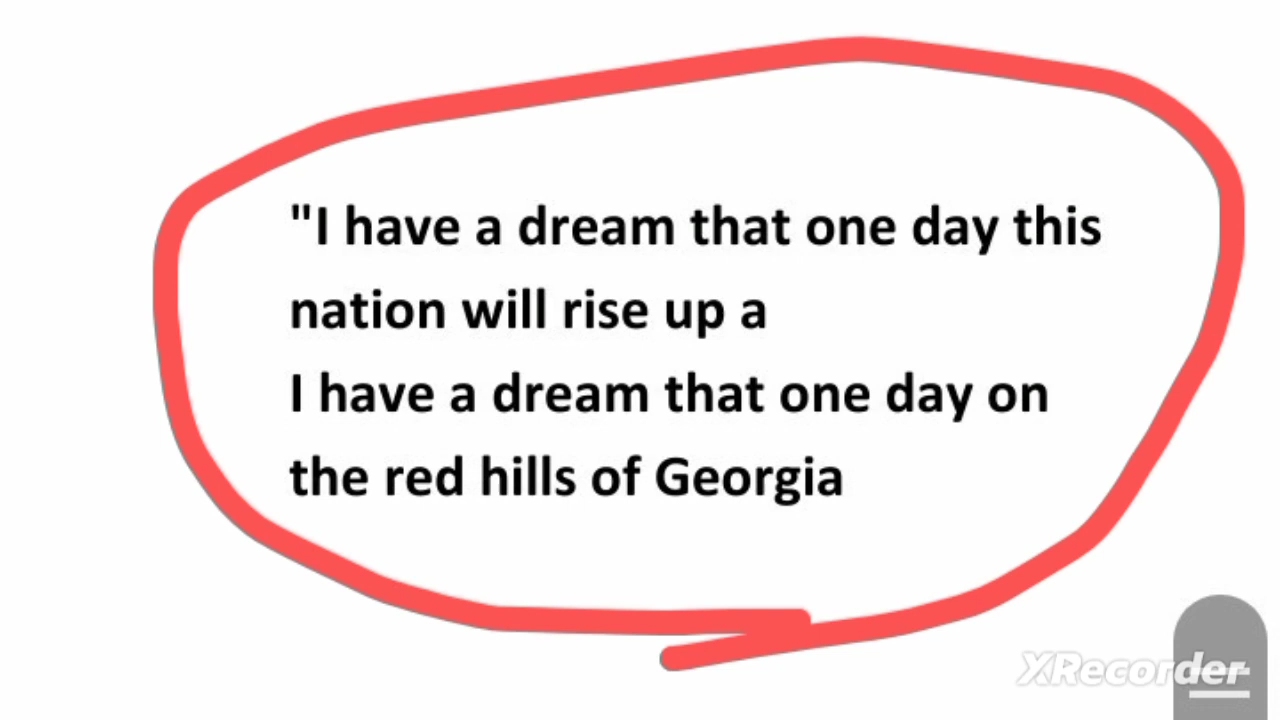 "I have a dream that one day this
nation will rise up a
I have a dream that one day on
the red hills of Georgia
XRecorder